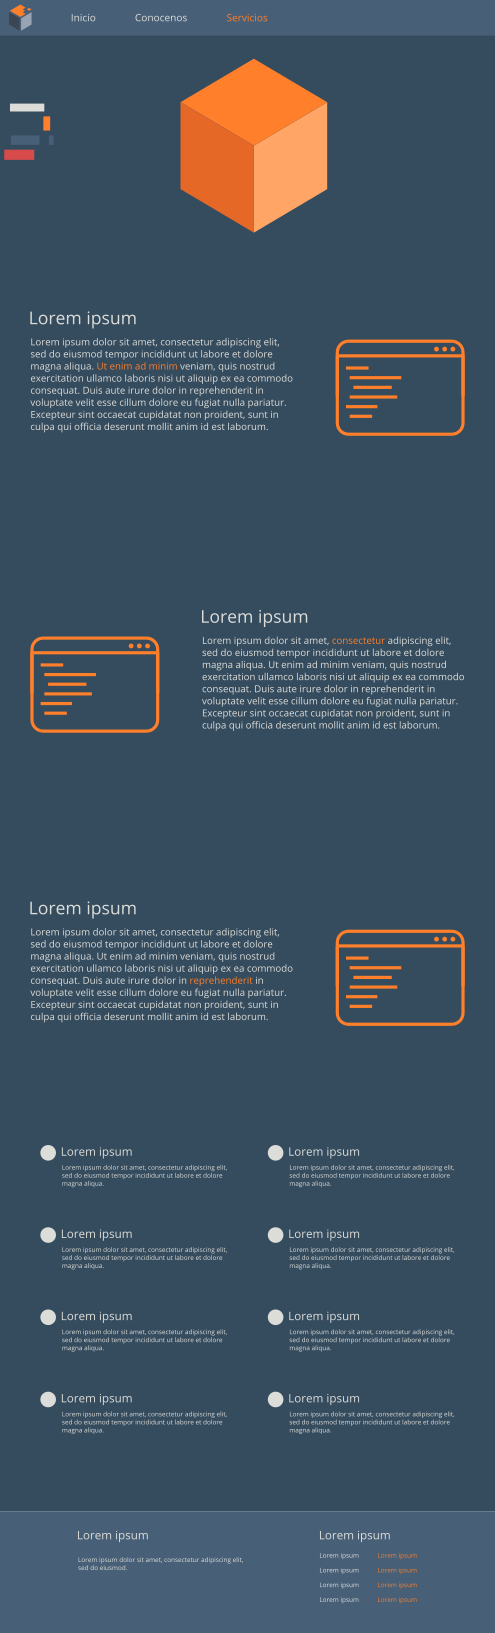 Inicio Conocenos Servicios
Lorem ipsum
Lorem ipsum dolor sit amet, consectetur adipiscing elit,
sed do eiusmod tempor incididunt ut labore et dolore
magna aliqua. Ut enim ad minim veniam, quis nostrud
exercitation ullamco laboris nisi ut aliquip ex ea commodo
consequat. Duis aute irure dolor in reprehenderit in
voluptate velit esse cillum dolore eu fugiat nulla pariatur.
Excepteur sint occaecat cupidatat non proident, sunt in
culpa qui officia deserunt mollit anim id est laborum.
Lorem ipsum
Lorem ipsum dolor sit amet, consectetur adipiscing elit,
sed do eiusmod tempor incididunt ut labore et dolore
magna aliqua. Ut enim ad minim veniam, quis nostrud
exercitation ullamco laboris nisi ut aliquip ex ea commodo
consequat. Duis aute irure dolor in reprehenderit in
voluptate velit esse cillum dolore eu fugiat nulla pariatur.
Excepteur sint occaecat cupidatat non proident, sunt in
culpa qui officia deserunt mollit anim id est laborum.
Lorem ipsum
Lorem ipsum dolor sit amet, consectetur adipiscing elit,
sed do eiusmod tempor incididunt ut labore et dolore
magna aliqua. Ut enim ad minim veniam, quis nostrud
exercitation ullamco laboris nisi ut aliquip ex ea commodo
consequat. Duis aute irure dolor in reprehenderit in
voluptate velit esse cillum dolore eu fugiat nulla pariatur.
Excepteur sint occaecat cupidatat non proident, sunt in
culpa qui officia deserunt mollit anim id est laborum.
Lorem ipsum
Lorem ipsum dolor sit amet, consectetur adipiscing elit,
sed do eiusmod tempor incididunt ut labore et dolore
magna aliqua.
Lorem ipsum
Lorem ipsum dolor sit amet, consectetur adipiscing elit,
sed do eiusmod tempor incididunt ut labore et dolore
magna aliqua.
Lorem ipsum
Lorem ipsum dolor sit amet, consectetur adipiscing elit,
sed do eiusmod tempor incididunt ut labore et dolore
magna aliqua.
Lorem ipsum
Lorem ipsum dolor sit amet, consectetur adipiscing elit,
sed do eiusmod tempor incididunt ut labore et dolore
magna aliqua.
Lorem ipsum
Lorem ipsum dolor sit amet, consectetur adipiscing elit,
sed do eiusmod tempor incididunt ut labore et dolore
magna aliqua.
Lorem ipsum
Lorem ipsum dolor sit amet, consectetur adipiscing elit,
sed do eiusmod tempor incididunt ut labore et dolore
magna aliqua.
Lorem ipsum
Lorem ipsum dolor sit amet, consectetur adipiscing elit,
sed do eiusmod tempor incididunt ut labore et dolore
magna aliqua.
Lorem ipsum
Lorem ipsum dolor sit amet, consectetur adipiscing elit,
sed do eiusmod tempor incididunt ut labore et dolore
magna aliqua.
Lorem ipsum
Lorem ipsum dolor sit amet, consectetur adipiscing elit,
sed do eiusmod.
Lorem ipsum
Lorem ipsum Lorem ipsum
Lorem ipsum Lorem ipsum
Lorem ipsum Lorem ipsum
Lorem ipsum Lorem ipsum